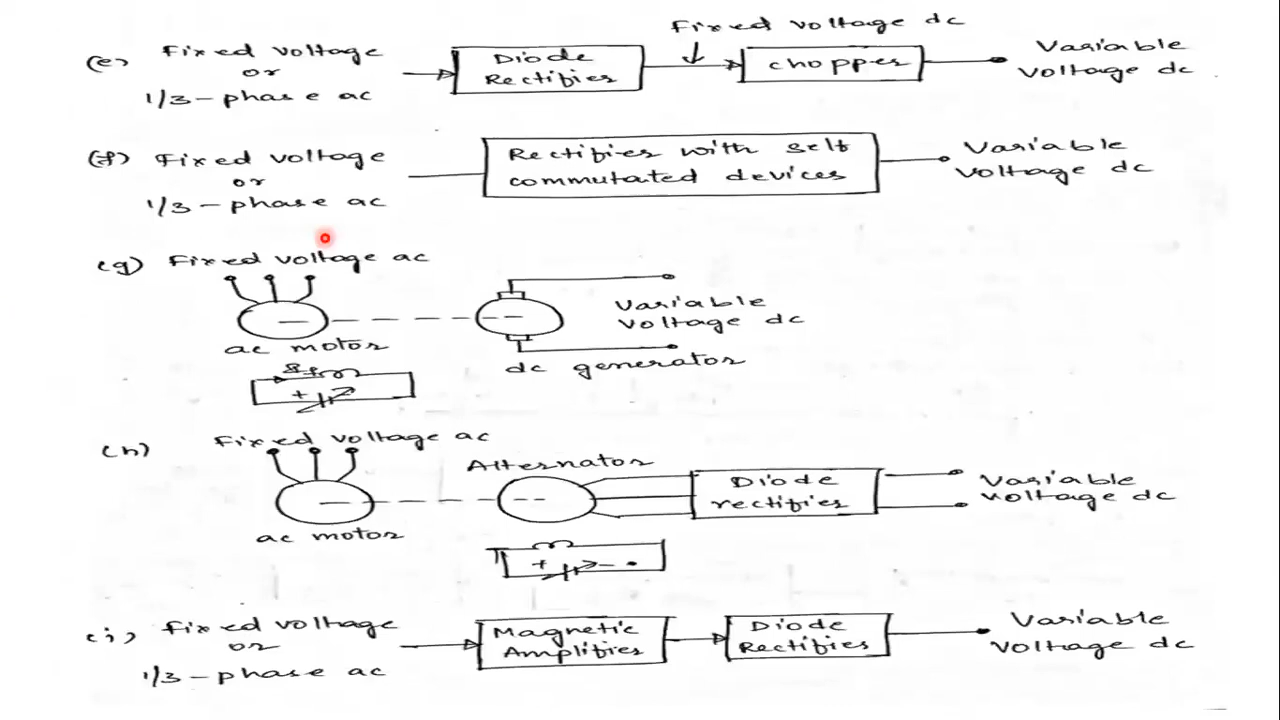 (e) Fixed voltage
or
1/3-phase ac
Diode
Rectifier
Fixed voltage dc
chopper
Variable
voltage dc
(f) Fixed voltage
or
1/3-phase ac
Rectifier with self
commutated devices
Variable
voltage dc
(g) Fixed voltage ac
ac motor
Variable
voltage dc
dc generator
+
(h) Fixed voltage ac
ac motor
Alternator
Diode
rectifier
Variable
voltage dc
+ -
(i) Fixed voltage
or
1/3-phase ac
Magnetic
Amplifier
Diode
Rectifier
Variable
voltage dc